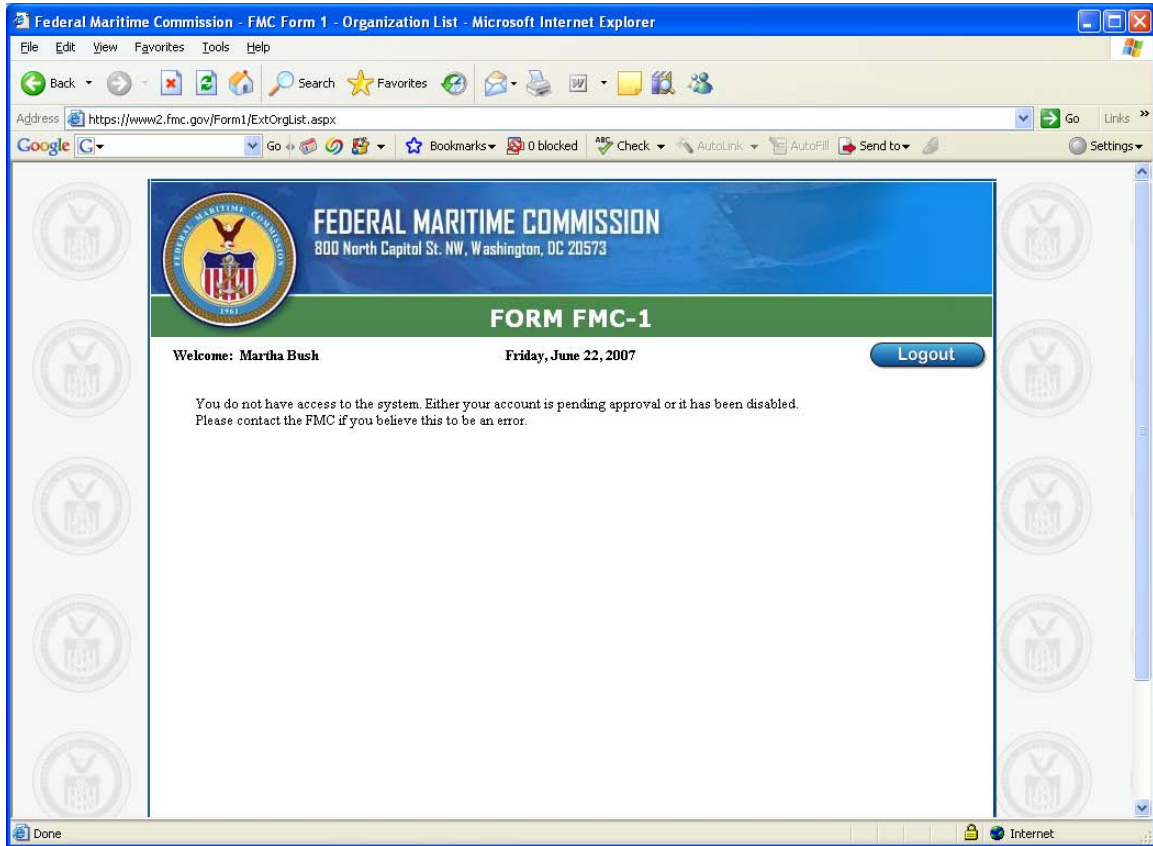 Federal Maritime Commission - FMC Form 1 - Organization List - Microsoft Internet Explorer
File Edit View Favorites Tools Help
Back Search Favorites
Address https://www2.fmc.gov/Form1/ExtOrgList.aspx Go Links »
Google G Go Bookmarks 0 blocked ABC Check AutoLink AutoFill Send to Settings
FEDERAL MARITIME COMMISSION
800 North Capitol St. NW, Washington, DC 20573
FEDERAL MARITIME COMMISSION
1961
FORM FMC-1
Welcome: Martha Bush Friday, June 22, 2007 Logout
You do not have access to the system. Either your account is pending approval or it has been disabled.
Please contact the FMC if you believe this to be an error.
Done Internet